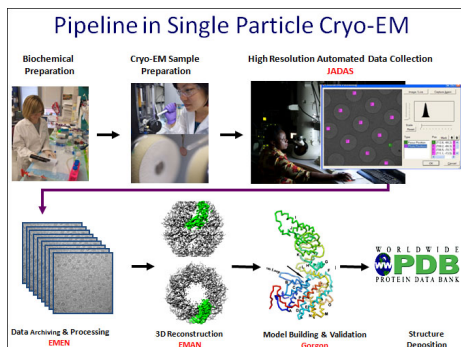 Pipeline in Single Particle Cryo-EM
Biochemical
Preparation
Cryo-EM Sample
Preparation
High Resolution Automated Data Collection
JADAS
WORLDWIDE
PDB
PROTEIN DATA BANK
Data Archiving & Processing
EMEN
3D Reconstruction
EMAN
Model Building & Validation
Gorgon
Structure
Deposition